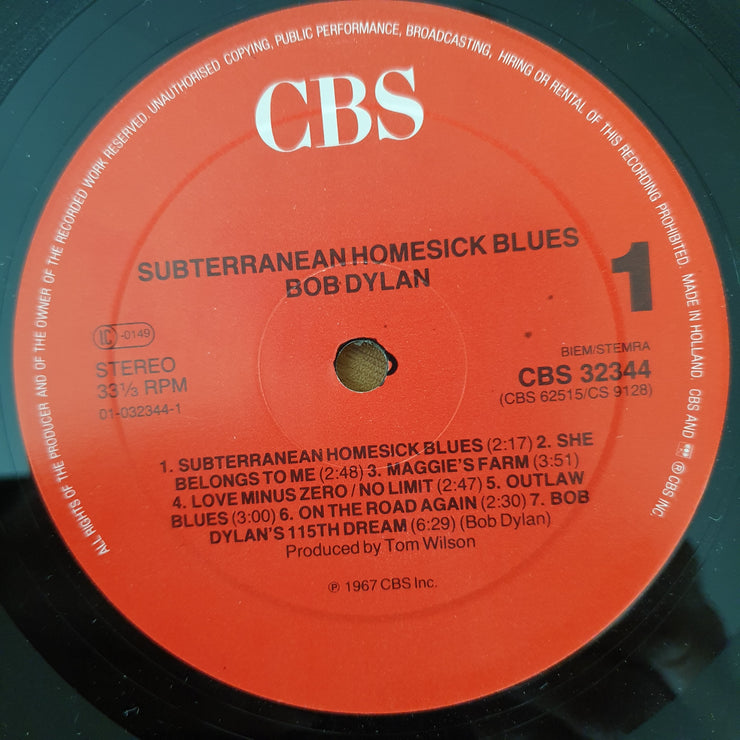 ALL RIGHTS OF THE PRODUCER AND OF THE OWNER OF THE RECORDED WORK RESERVED. UNAUTHORISED COPYING, PUBLIC PERFORMANCE, BROADCASTING, HIRING OR RENTAL OF THIS RECORDING PROHIBITED. MADE IN HOLLAND. CBS AND ℗ CBS INC.
CBS
SUBTERRANEAN HOMESICK BLUES
BOB DYLAN
1
LC -0149
STEREO
33⅓ RPM
01-032344-1
BIEM/STEMRA
CBS 32344
(CBS 62515/CS 9128)
1. SUBTERRANEAN HOMESICK BLUES (2:17) 2. SHE
BELONGS TO ME (2:48) 3. MAGGIE'S FARM (3:51)
4. LOVE MINUS ZERO / NO LIMIT (2:47) 5. OUTLAW
BLUES (3:00) 6. ON THE ROAD AGAIN (2:30) 7. BOB
DYLAN'S 115TH DREAM (6:29) (Bob Dylan)
Produced by Tom Wilson
℗ 1967 CBS Inc.